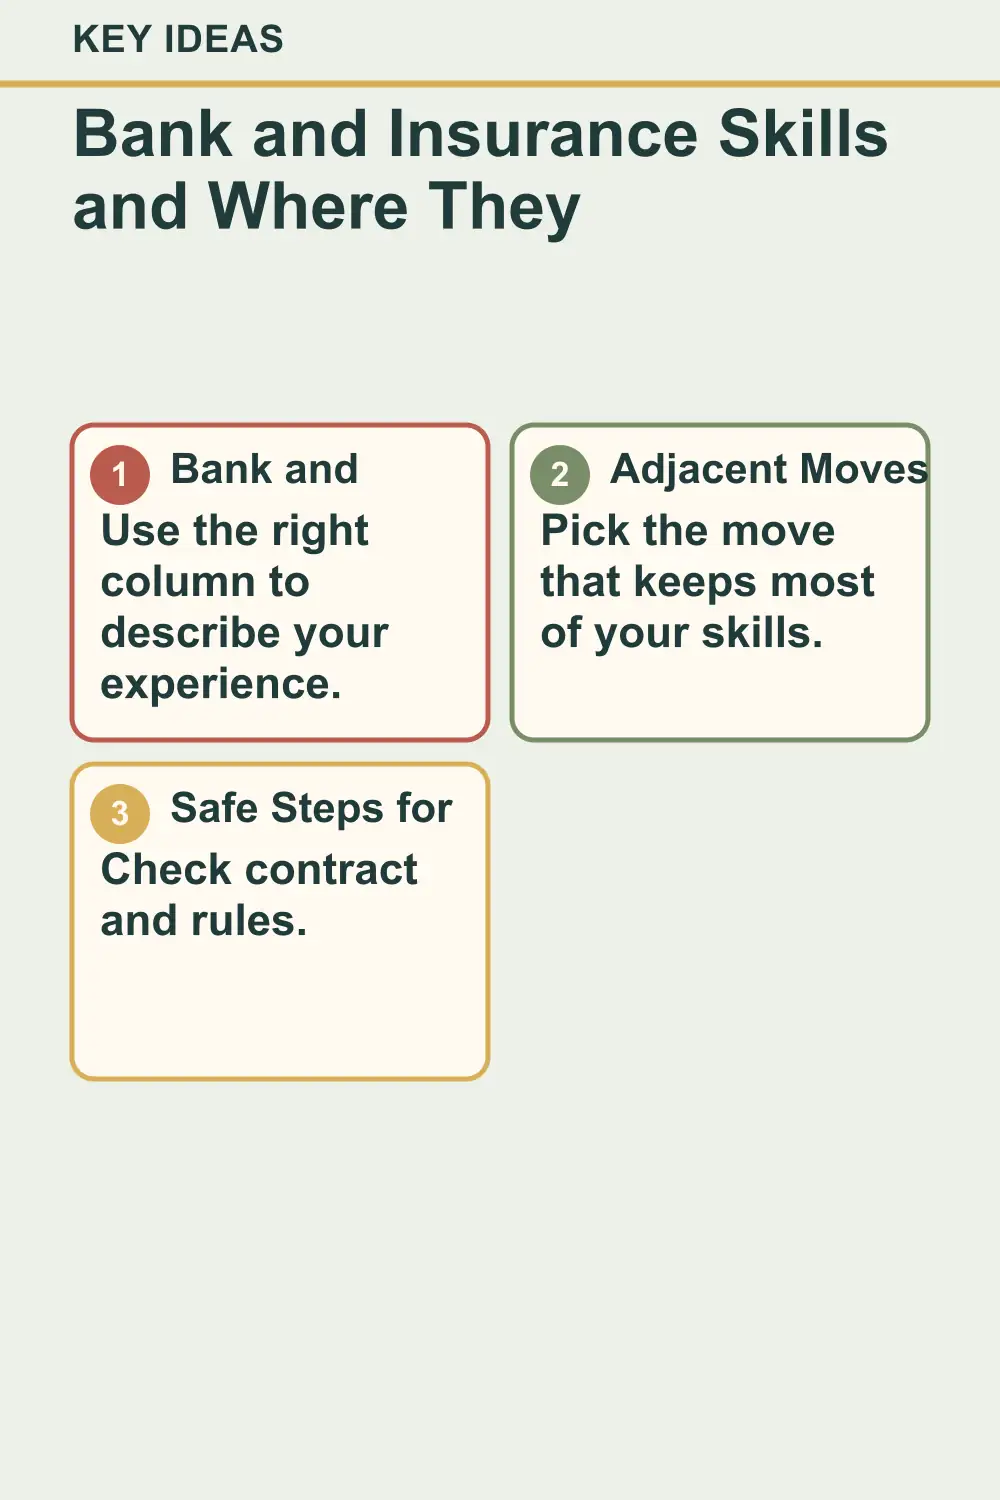 KEY IDEAS
Bank and Insurance Skills
and Where They
1 Bank and
Use the right
column to
describe your
experience.
2 Adjacent Moves
Pick the move
that keeps most
of your skills.
3 Safe Steps for
Check contract
and rules.